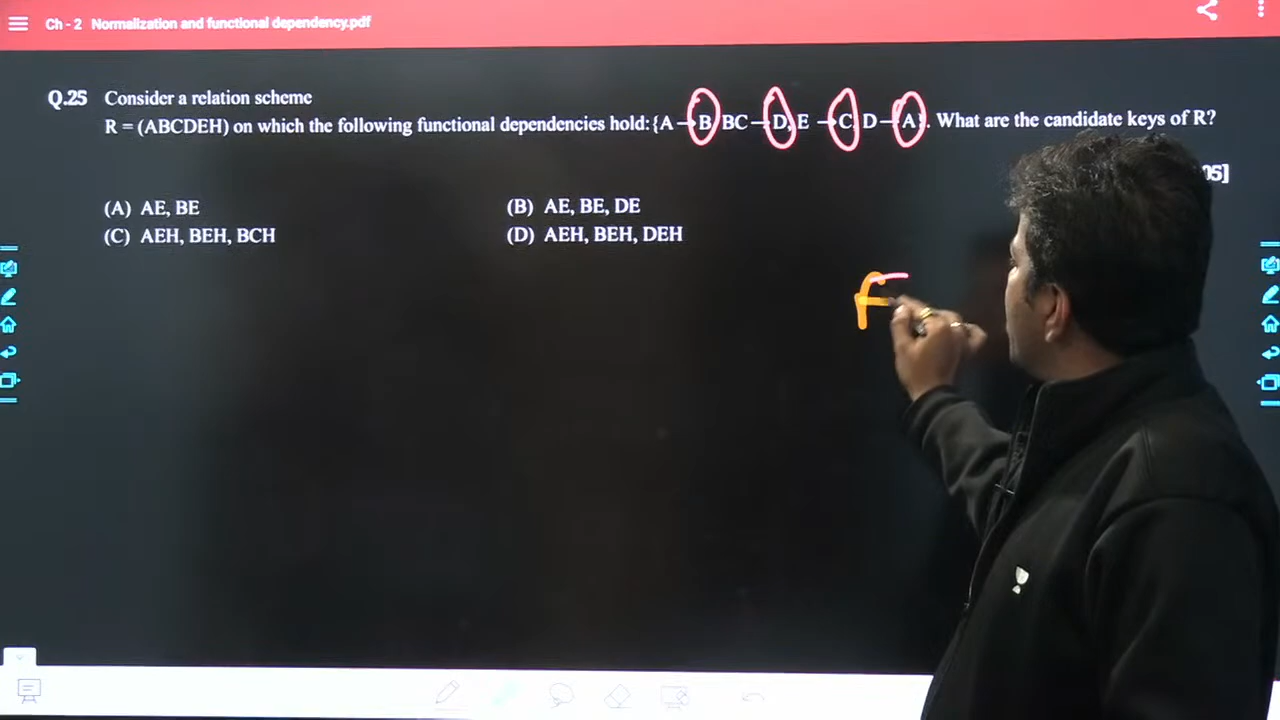 Ch - 2 Normalization and functional dependency.pdf
Q.25 Consider a relation scheme
R = (ABCDEH) on which the following functional dependencies hold: {A → B, BC → D, E → C, D → A}. What are the candidate keys of R?
05]
(A) AE, BE
(B) AE, BE, DE
(C) AEH, BEH, BCH
(D) AEH, BEH, DEH